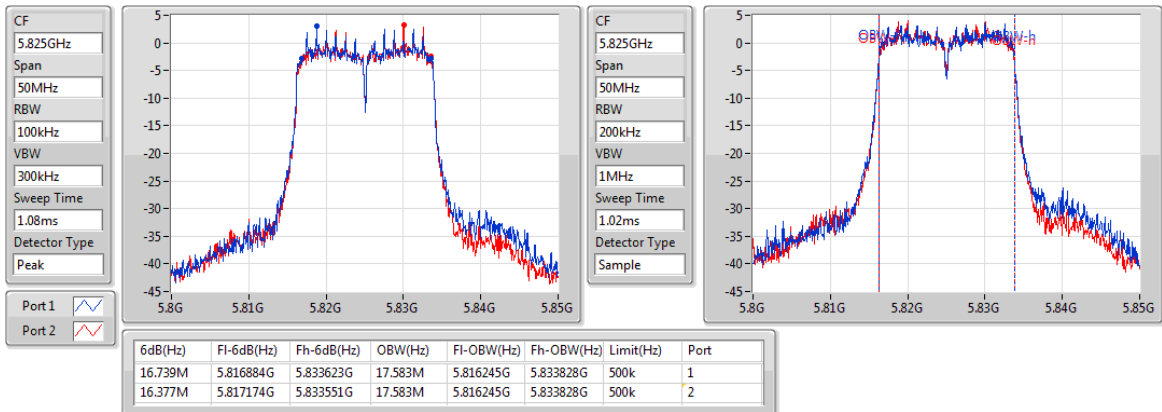 CF
5.825GHz
Span
50MHz
RBW
100kHz
VBW
300kHz
Sweep Time
1.08ms
Detector Type
Peak
Port 1
Port 2
5
0
-5
-10
-15
-20
-25
-30
-35
-40
-45
5.8G 5.81G 5.82G 5.83G 5.84G 5.85G
CF
5.825GHz
Span
50MHz
RBW
200kHz
VBW
1MHz
Sweep Time
1.02ms
Detector Type
Sample
5
0
-5
-10
-15
-20
-25
-30
-35
-40
-45
OBW-h
5.8G 5.81G 5.82G 5.83G 5.84G 5.85G
6dB(Hz) Fl-6dB(Hz) Fh-6dB(Hz) OBW(Hz) Fl-OBW(Hz) Fh-OBW(Hz) Limit(Hz) Port
16.739M 5.816884G 5.833623G 17.583M 5.816245G 5.833828G 500k 1
16.377M 5.817174G 5.833551G 17.583M 5.816245G 5.833828G 500k 2